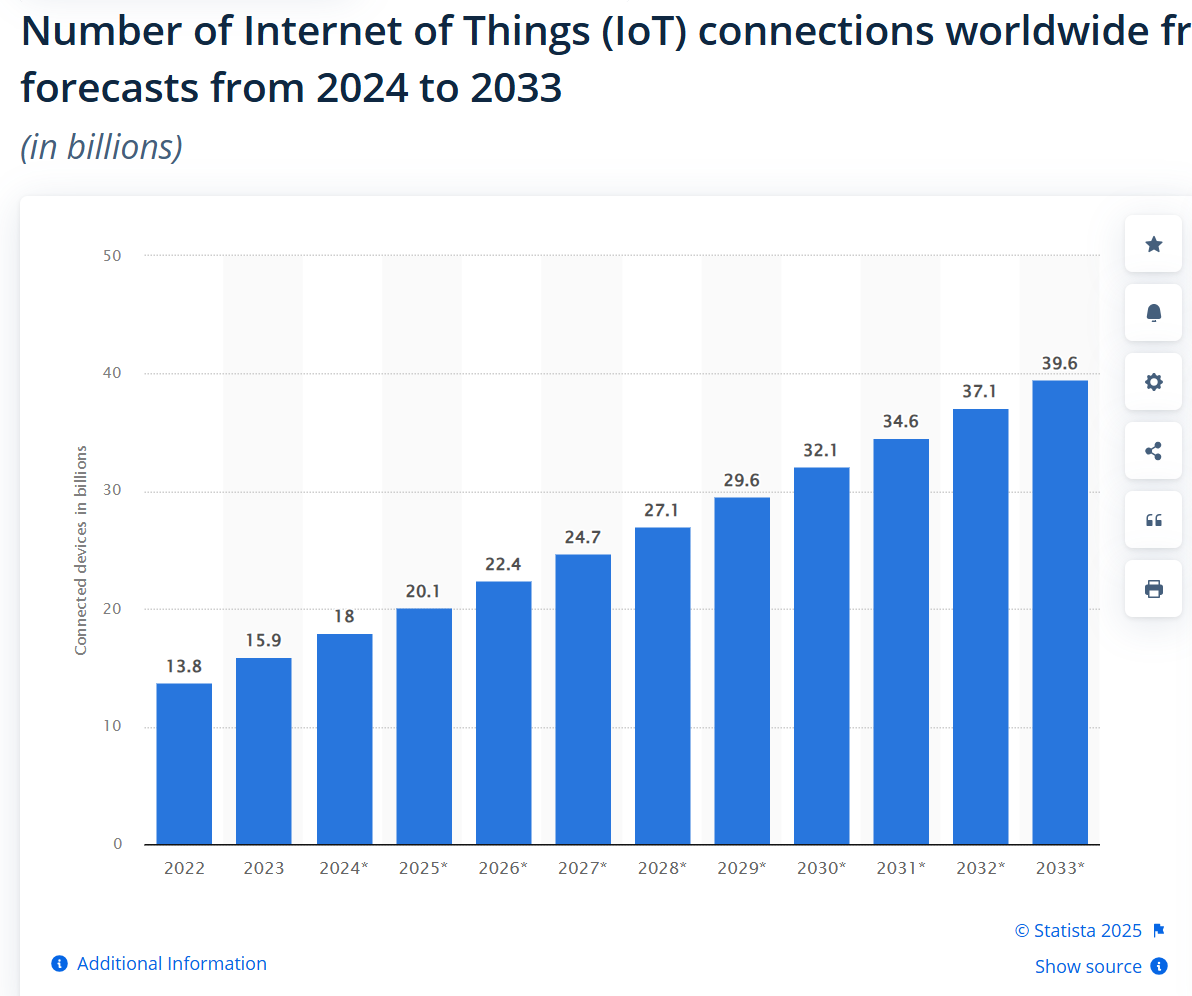 Number of Internet of Things (IoT) connections worldwide fr
forecasts from 2024 to 2033
(in billions)
50
40
30
20
10
0
Connected devices in billions
13.8
15.9
18
20.1
22.4
24.7
27.1
29.6
32.1
34.6
37.1
39.6
2022 2023 2024* 2025* 2026* 2027* 2028* 2029* 2030* 2031* 2032* 2033*
© Statista 2025
Additional Information
Show source